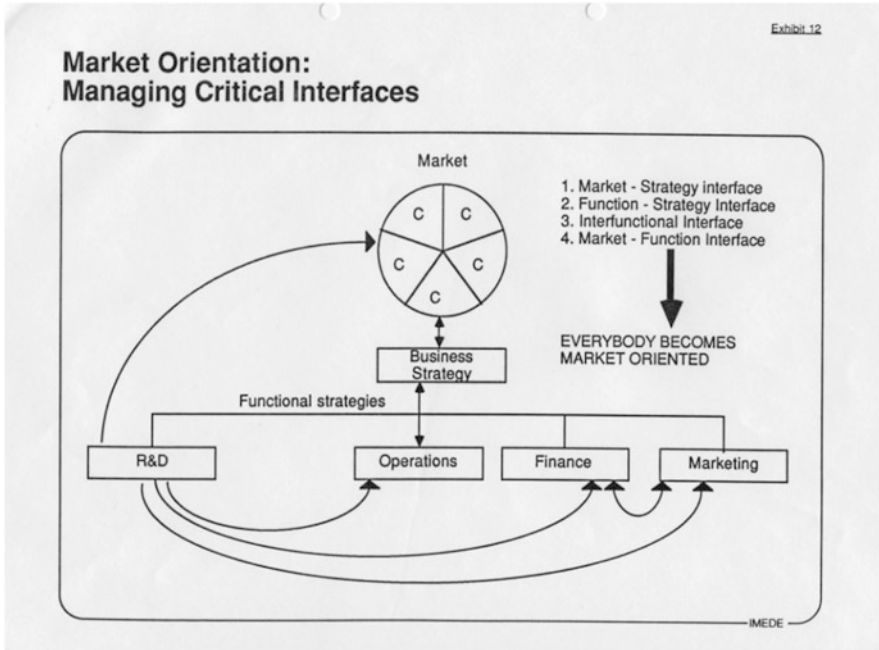 Exhibit 12
Market Orientation:
Managing Critical Interfaces
Market
C C
C C
C
1. Market - Strategy interface
2. Function - Strategy Interface
3. Interfunctional Interface
4. Market - Function Interface
EVERYBODY BECOMES
MARKET ORIENTED
Business
Strategy
Functional strategies
R&D
Operations
Finance
Marketing
IMEDE